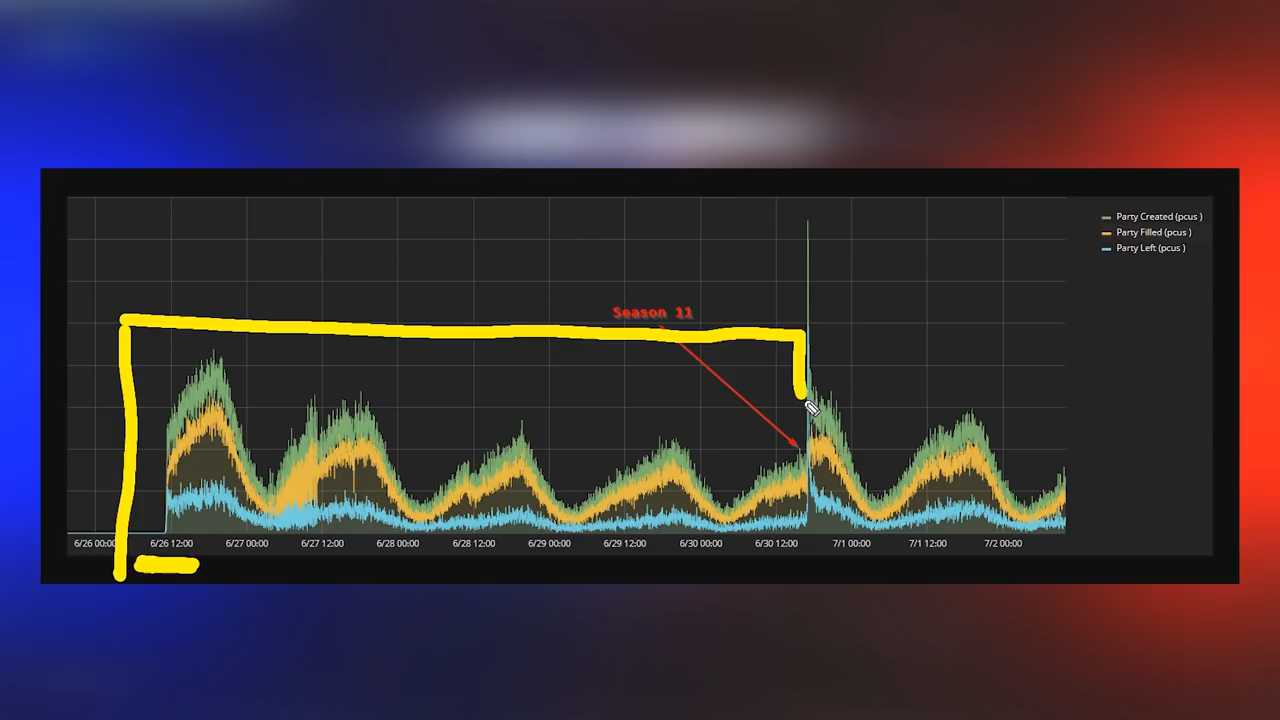 Party Created (pcus )
Party Filled (pcus )
Party Left (pcus )
Season 11
6/26 00:00 6/26 12:00 6/27 00:00 6/27 12:00 6/28 00:00 6/28 12:00 6/29 00:00 6/29 12:00 6/30 00:00 6/30 12:00 7/1 00:00 7/1 12:00 7/2 00:00